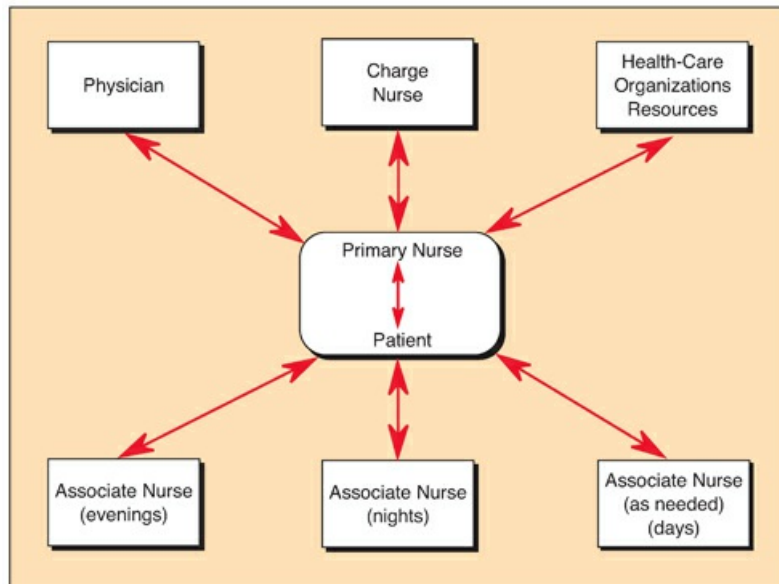 Physician
Charge
Nurse
Health-Care
Organizations
Resources
Primary Nurse
Patient
Associate Nurse
(evenings)
Associate Nurse
(nights)
Associate Nurse
(as needed)
(days)